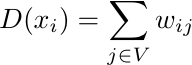 D(x_i) = \sum_{j \in V} w_{ij}